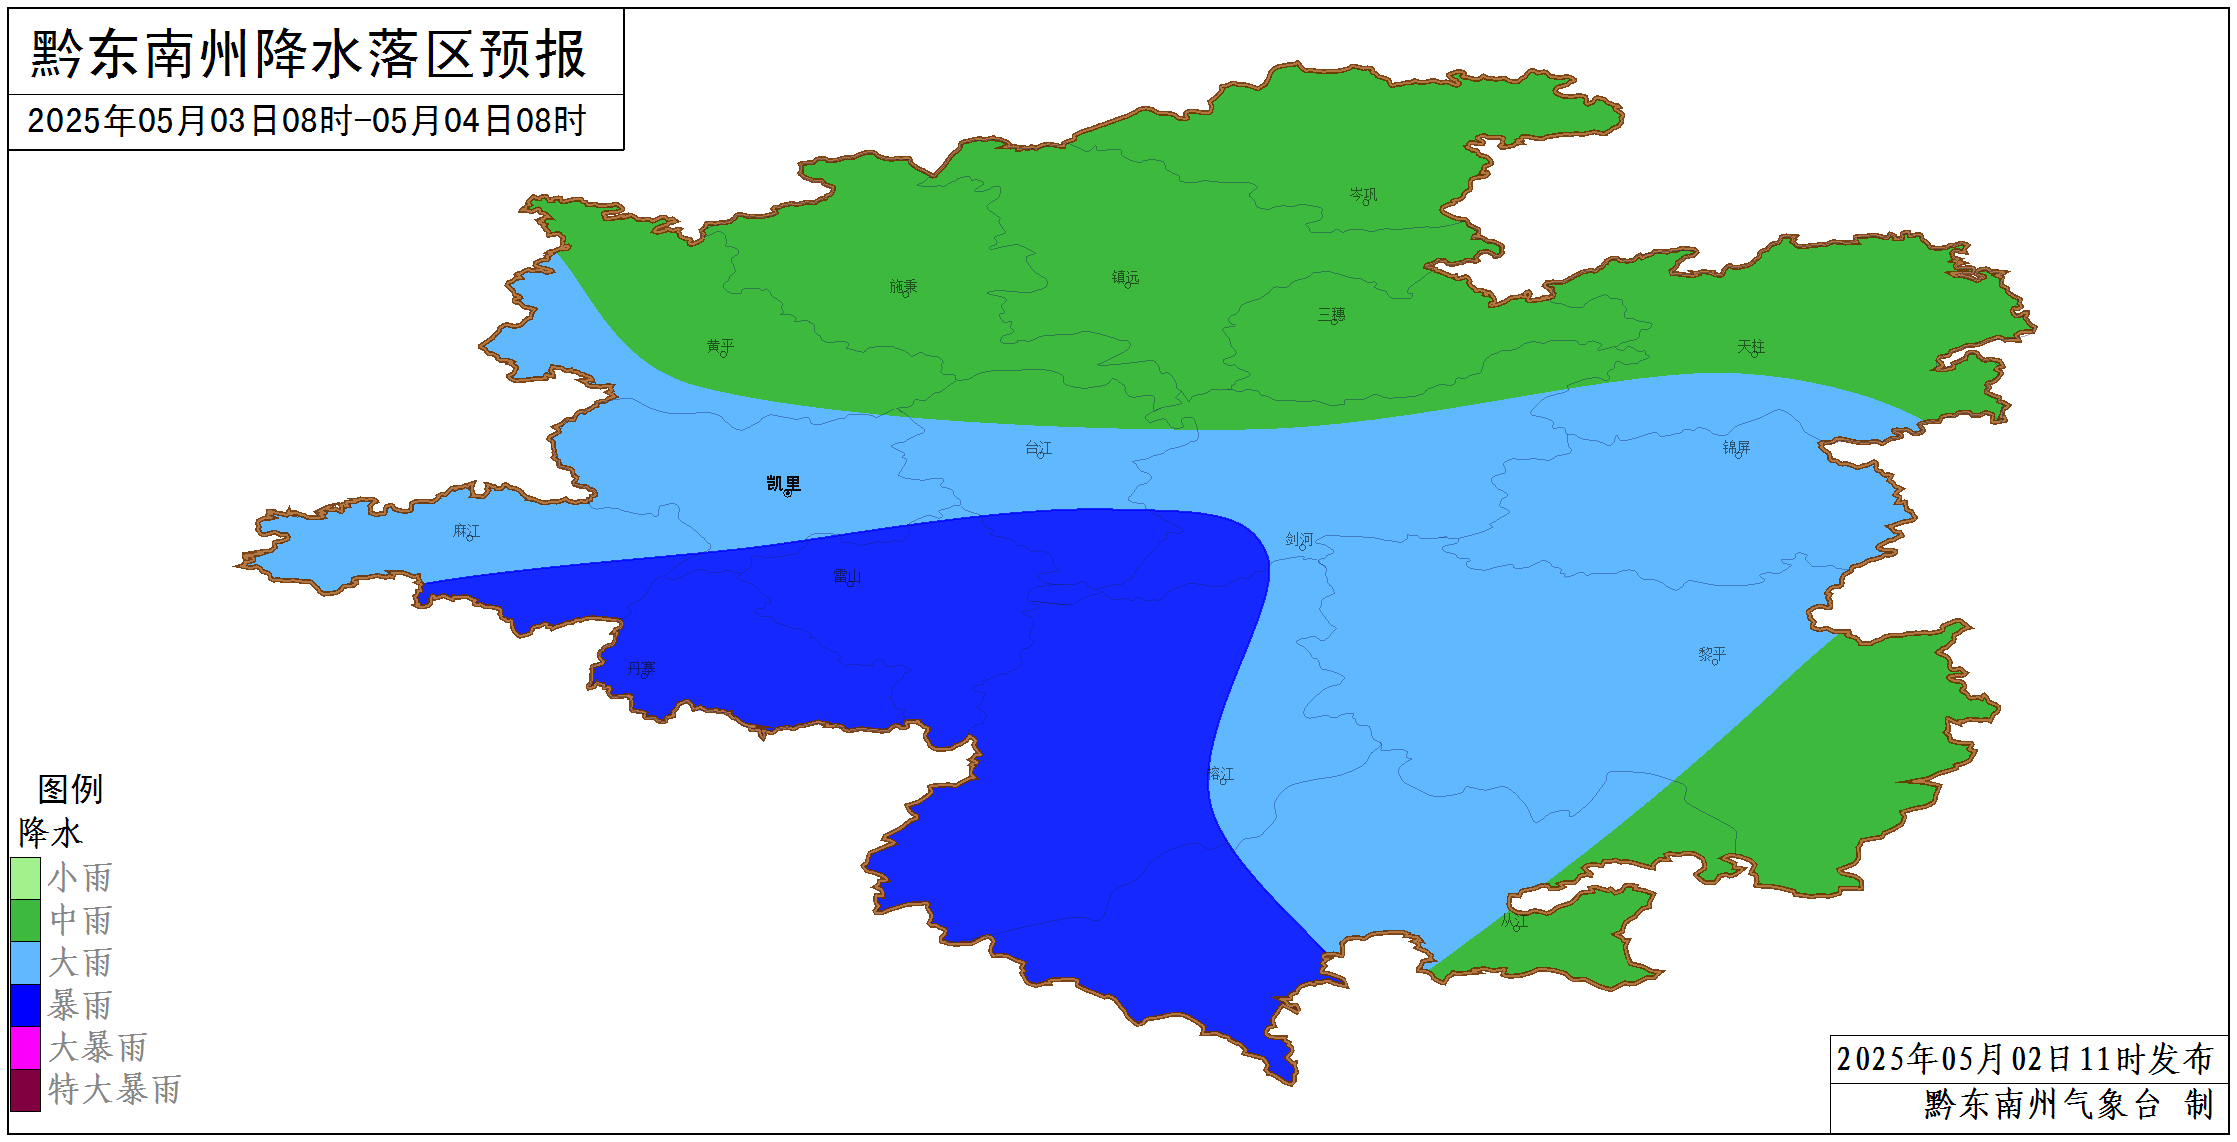 黔东南州降水落区预报
2025年05月03日08时-05月04日08时
岑巩
镇远
施秉
三穗
黄平
天柱
台江
锦屏
凯里
麻江
剑河
雷山
黎平
丹寨
榕江
从江
图例
降水
小雨
中雨
大雨
暴雨
大暴雨
特大暴雨
2025年05月02日11时发布
黔东南州气象台 制